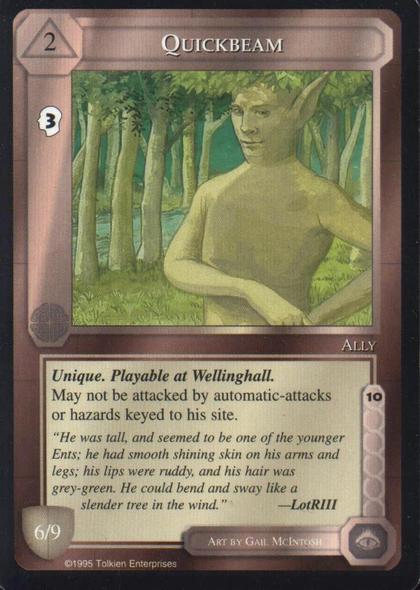 2
QUICKBEAM
3
ALLY
Unique. Playable at Wellinghall.
May not be attacked by automatic-attacks
or hazards keyed to his site.
10
"He was tall, and seemed to be one of the younger
Ents; he had smooth shining skin on his arms and
legs; his lips were ruddy, and his hair was
grey-green. He could bend and sway like a
slender tree in the wind." —LotRIII
6/9
ART BY GAIL MCINTOSH
©1995 Tolkien Enterprises